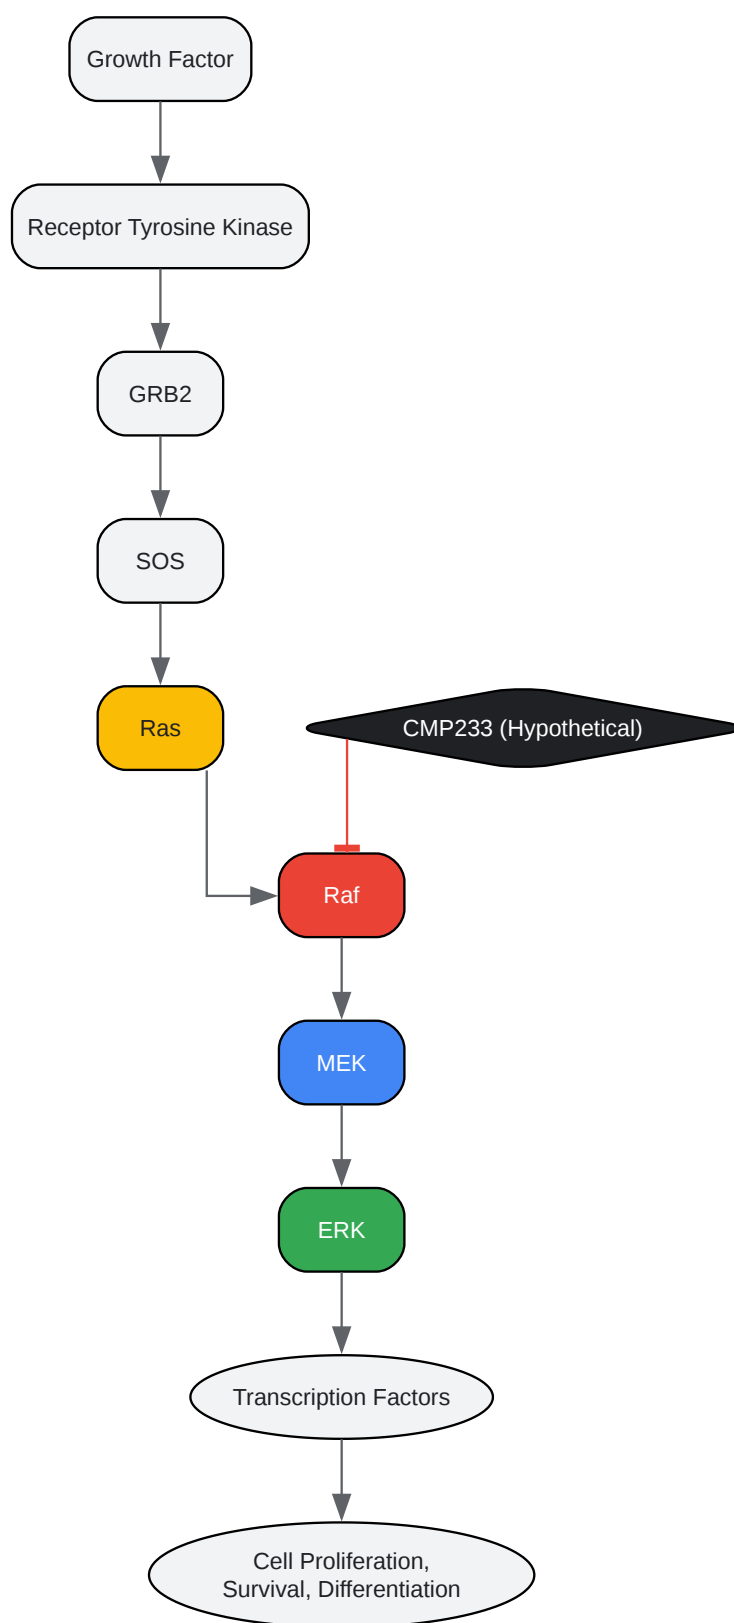 Growth Factor
Receptor Tyrosine Kinase
GRB2
SOS
Ras
CMP233 (Hypothetical)
Raf
MEK
ERK
Transcription Factors
Cell Proliferation,
Survival, Differentiation